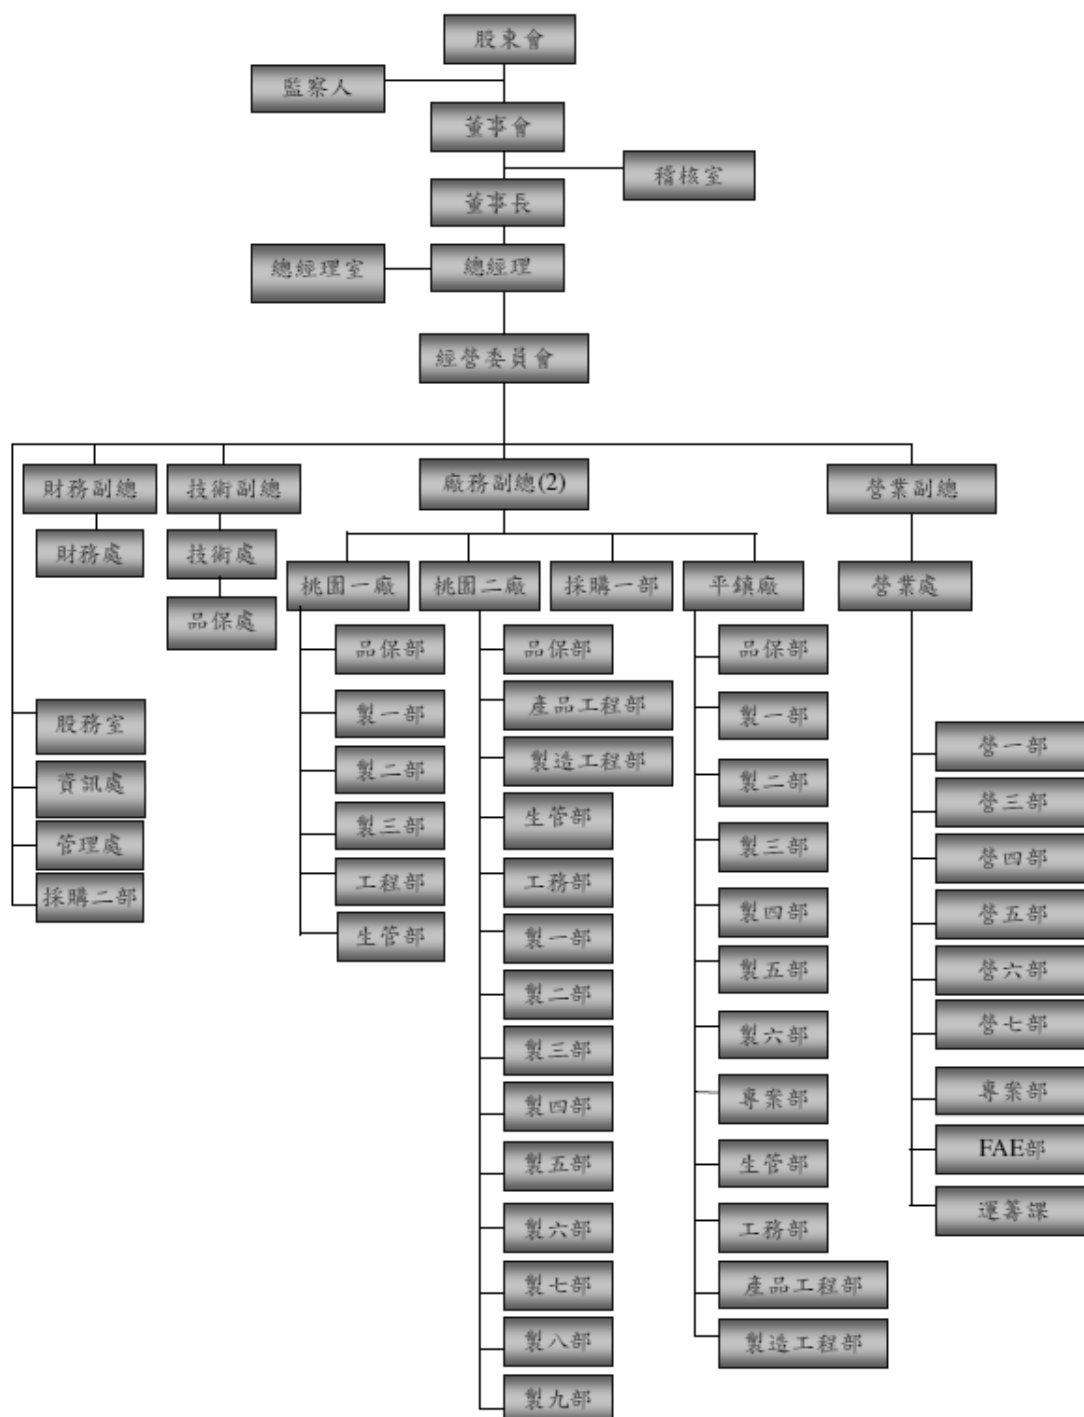 股東會
監察人
董事會
稽核室
董事長
總經理室
總經理
經營委員會
財務副總
技術副總
廠務副總(2)
營業副總
財務處
技術處
品保處
桃園一廠
桃園二廠
採購一部
平鎮廠
營業處
股務室
資訊處
管理處
採購二部
品保部
製一部
製二部
製三部
工程部
生管部
品保部
產品工程部
製造工程部
生管部
工務部
製一部
製二部
製三部
製四部
製五部
製六部
製七部
製八部
製九部
品保部
製一部
製二部
製三部
製四部
製五部
製六部
專案部
生管部
工務部
產品工程部
製造工程部
營一部
營三部
營四部
營五部
營六部
營七部
專案部
FAE部
運籌課